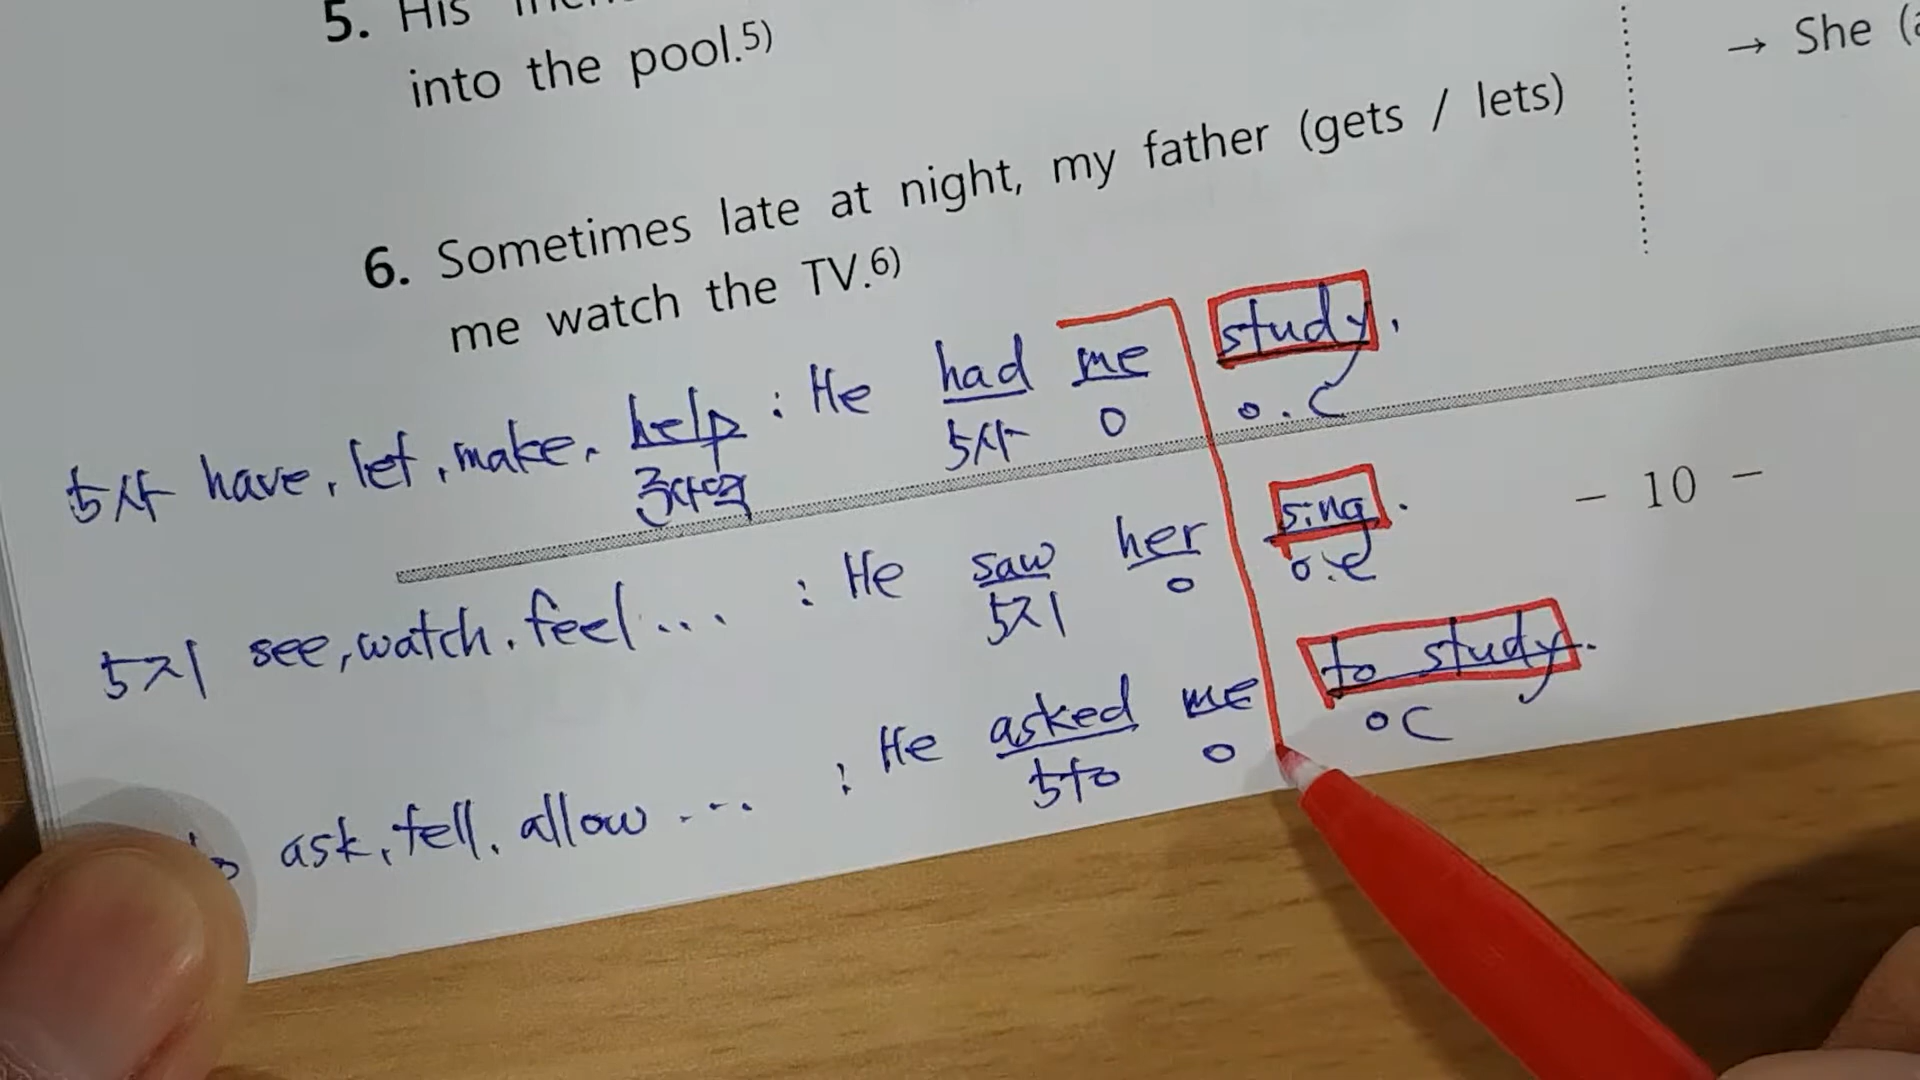 5. His
into the pool.5)
→ She (
6. Sometimes late at night, my father (gets / lets)
me watch the TV.6)
5사 have, let, make, help : He had me study.
준사역 5사 O O.C
- 10 -
5지 see, watch, feel ... : He saw her sing.
5지 O O.C
ask, tell, allow ... : He asked me to study.
5to O OC